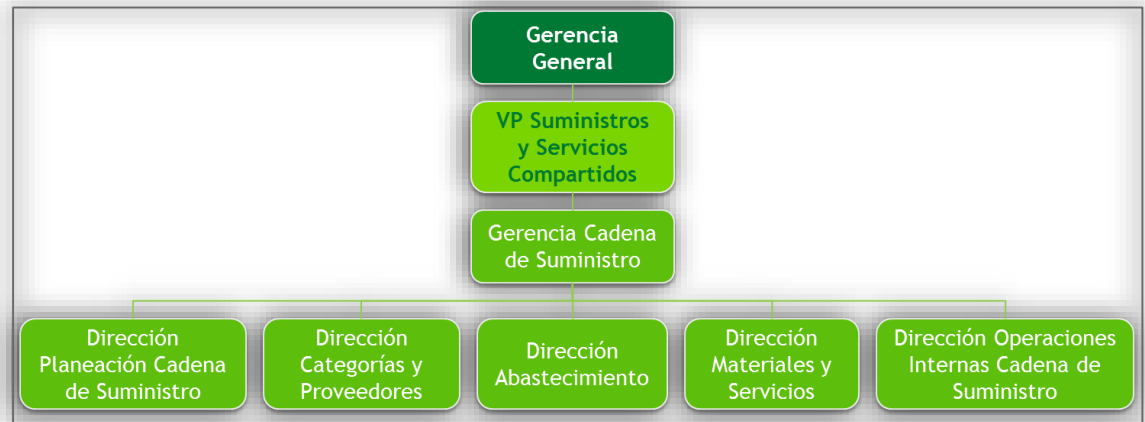 Gerencia
General
VP Suministros
y Servicios
Compartidos
Gerencia Cadena
de Suministro
Dirección
Planeación Cadena
de Suministro
Dirección
Categorías y
Proveedores
Dirección
Abastecimiento
Dirección
Materiales y
Servicios
Dirección Operaciones
Internas Cadena de
Suministro